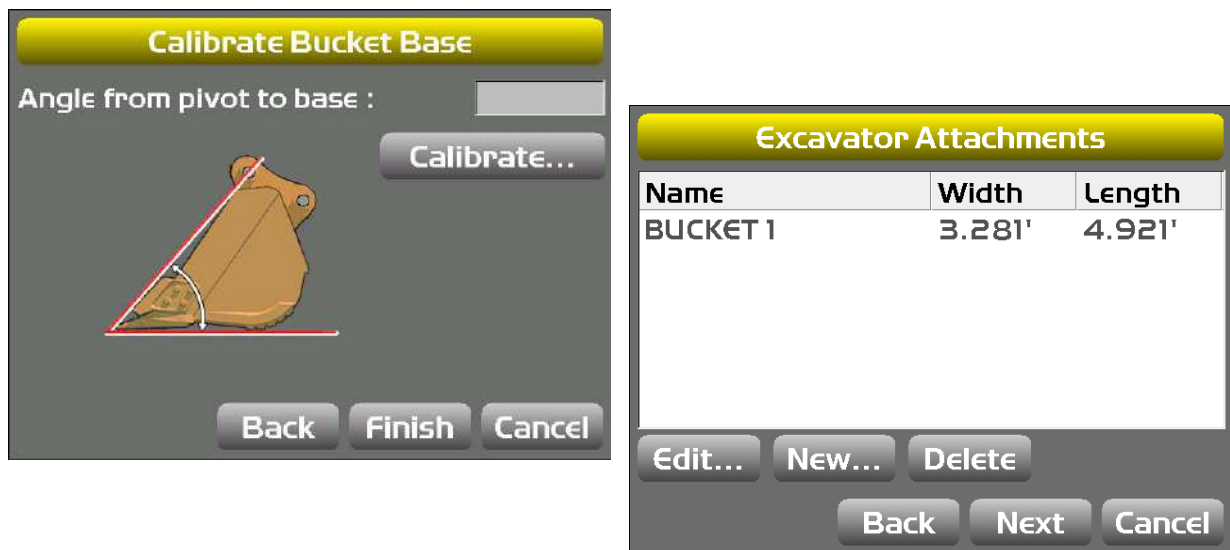 Calibrate Bucket Base
Angle from pivot to base :
Calibrate...
Back Finish Cancel
Excavator Attachments
Name Width Length
BUCKET 1 3.281' 4.921'
Edit... New... Delete
Back Next Cancel